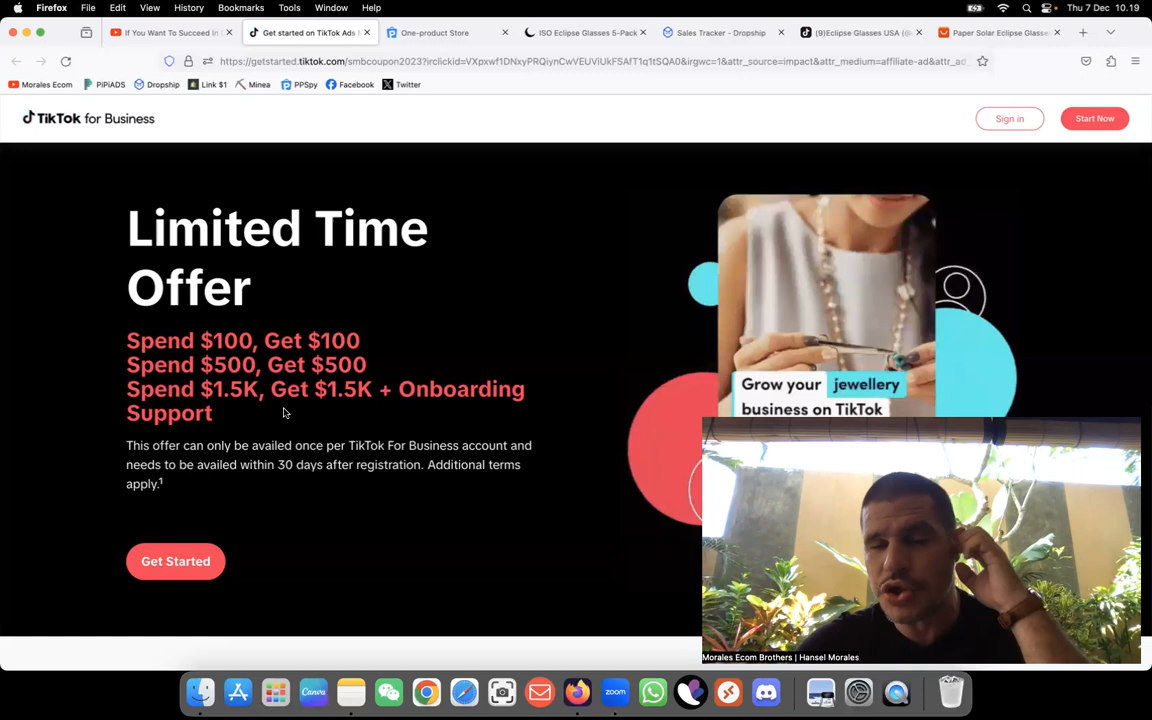 Firefox File Edit View History Bookmarks Tools Window Help Thu 7 Dec 10.19
If You Want To Succeed In Get started on TikTok Ads One-product Store ISO Eclipse Glasses 5-Pack Sales Tracker - Dropship (9)Eclipse Glasses USA (@ Paper Solar Eclipse Glasse
https://getstarted.tiktok.com/smbcoupon2023?irclickid=VXpxwf1DNxyPRQiynCwVEUViUkFSAfT1q1tSQA0&irgwc=1&attr_source=impact&attr_medium=affiliate-ad&attr_ad_
Morales Ecom PiPiADS Dropship Link $1 Minea PPSpy Facebook Twitter
TikTok for Business Sign in Start Now
Limited Time
Offer
Spend $100, Get $100
Spend $500, Get $500
Spend $1.5K, Get $1.5K + Onboarding
Support
This offer can only be availed once per TikTok For Business account and
needs to be availed within 30 days after registration. Additional terms
apply.¹
Get Started
Grow your jewellery
business on TikTok
Morales Ecom Brothers | Hansel Morales
Canva
zoom